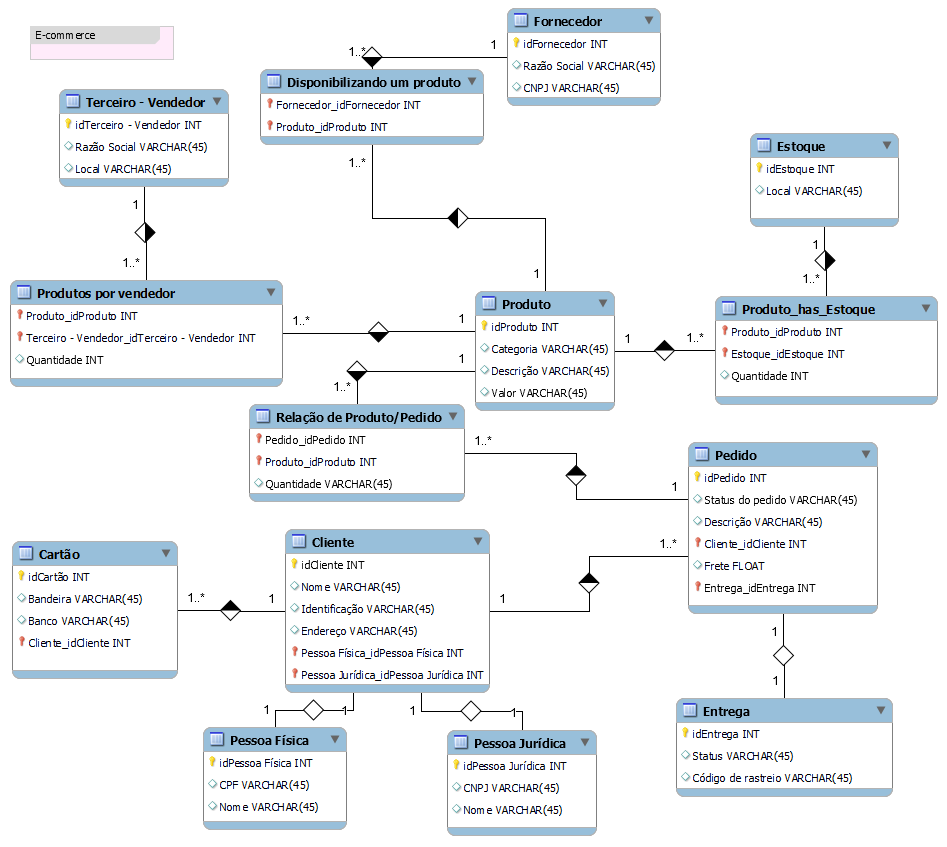 E-commerce
Fornecedor
idFornecedor INT
Razão Social VARCHAR(45)
CNPJ VARCHAR(45)
1
1..*
Disponibilizando um produto
Fornecedor_idFornecedor INT
Produto_idProduto INT
1..*
1
Terceiro - Vendedor
idTerceiro - Vendedor INT
Razão Social VARCHAR(45)
Local VARCHAR(45)
1
1..*
Estoque
idEstoque INT
Local VARCHAR(45)
1
1..*
Produtos por vendedor
Produto_idProduto INT
Terceiro - Vendedor_idTerceiro - Vendedor INT
Quantidade INT
1..*
1
Produto
idProduto INT
Categoria VARCHAR(45)
Descrição VARCHAR(45)
Valor VARCHAR(45)
1
1..*
Produto_has_Estoque
Produto_idProduto INT
Estoque_idEstoque INT
Quantidade INT
1
1..*
Relação de Produto/Pedido
Pedido_idPedido INT
Produto_idProduto INT
Quantidade VARCHAR(45)
1..*
1
Pedido
idPedido INT
Status do pedido VARCHAR(45)
Descrição VARCHAR(45)
Cliente_idCliente INT
Frete FLOAT
Entrega_idEntrega INT
1..*
1
Cartão
idCartão INT
Bandeira VARCHAR(45)
Banco VARCHAR(45)
Cliente_idCliente INT
1..*
1
Cliente
idCliente INT
Nome VARCHAR(45)
Identificação VARCHAR(45)
Endereço VARCHAR(45)
Pessoa Física_idPessoa Física INT
Pessoa Jurídica_idPessoa Jurídica INT
1
1
1
1
1
1
Pessoa Física
idPessoa Física INT
CPF VARCHAR(45)
Nome VARCHAR(45)
Pessoa Jurídica
idPessoa Jurídica INT
CNPJ VARCHAR(45)
Nome VARCHAR(45)
Entrega
idEntrega INT
Status VARCHAR(45)
Código de rastreio VARCHAR(45)